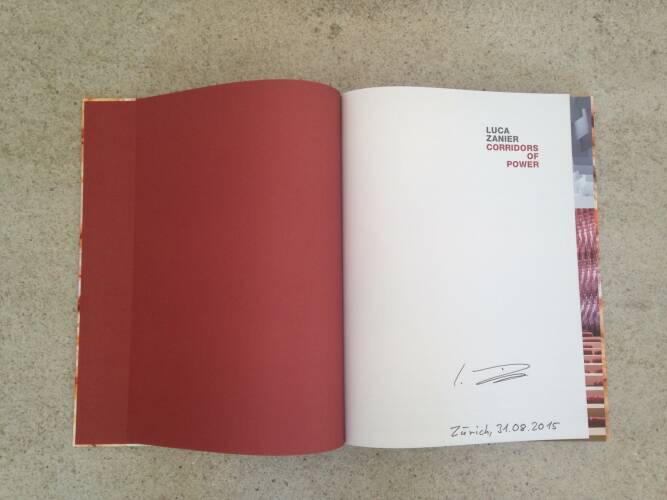 LUCA
ZANIER
CORRIDORS
OF
POWER
Zürich, 31.08.2015